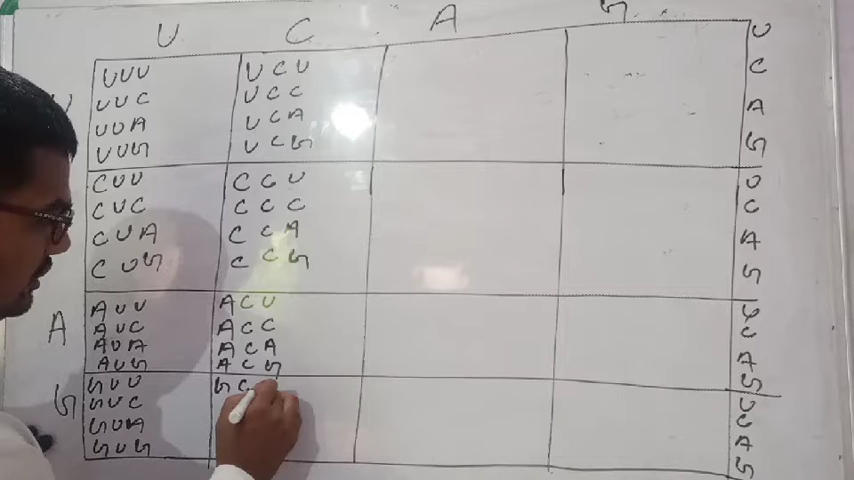 U C A G
UUU UCU U
UUC UCC C
UUA UCA A
UUG UCG G
CUU CCU U
CUC CCC C
CUA CCA A
CUG CCG G
A
AUU ACU U
AUC ACC C
AUA ACA A
AUG ACG G
G
GUU GC U
GUC C
GUA A
GUG G